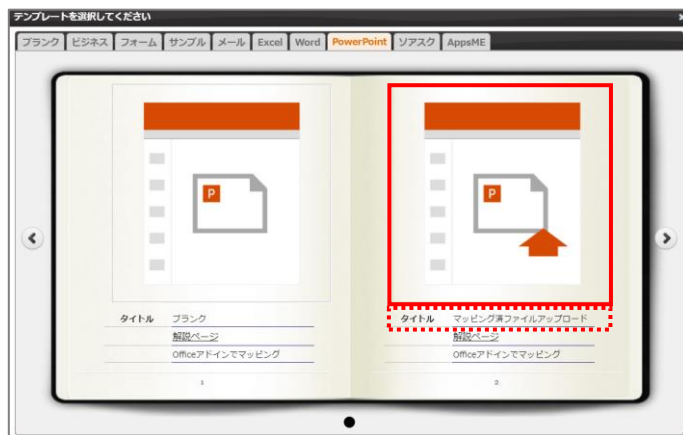 テンプレートを選択してください ×
ブランク ビジネス フォーム サンプル メール Excel Word PowerPoint ソアスク AppsME
P
P
タイトル ブランク
解説ページ
Officeアドインでマッピング
1
タイトル マッピング済ファイルアップロード
解説ページ
Officeアドインでマッピング
2